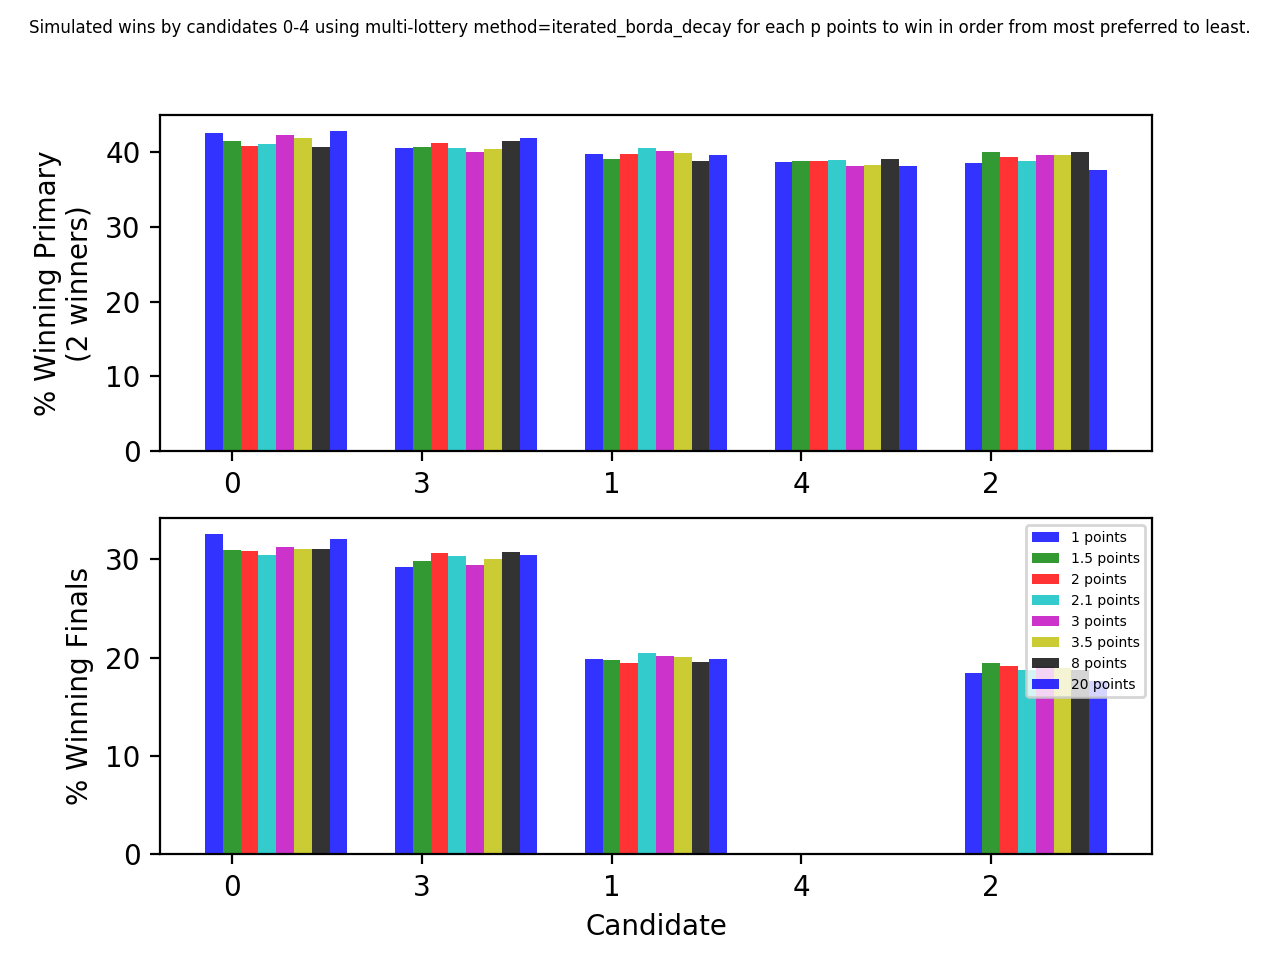 Simulated wins by candidates 0-4 using multi-lottery method=iterated_borda_decay for each p points to win in order from most preferred to least.
% Winning Primary
(2 winners)
40
30
20
10
0
0 3 1 4 2
% Winning Finals
30
20
10
0
1 points
1.5 points
2 points
2.1 points
3 points
3.5 points
8 points
20 points
0 3 1 4 2
Candidate